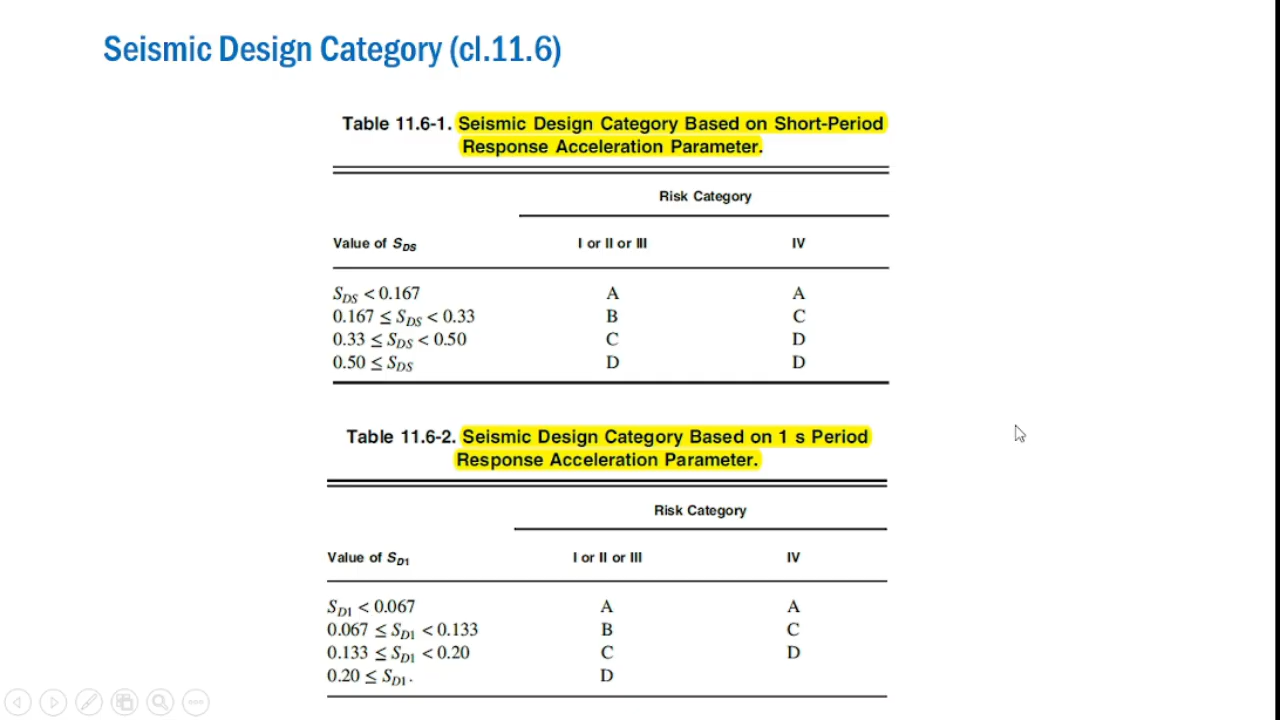 Seismic Design Category (cl.11.6)
Table 11.6-1. Seismic Design Category Based on Short-Period
Response Acceleration Parameter.
Risk Category
Value of S_DS I or II or III IV
S_DS < 0.167 A A
0.167 ≤ S_DS < 0.33 B C
0.33 ≤ S_DS < 0.50 C D
0.50 ≤ S_DS D D
Table 11.6-2. Seismic Design Category Based on 1 s Period
Response Acceleration Parameter.
Risk Category
Value of S_D1 I or II or III IV
S_D1 < 0.067 A A
0.067 ≤ S_D1 < 0.133 B C
0.133 ≤ S_D1 < 0.20 C D
0.20 ≤ S_D1. D